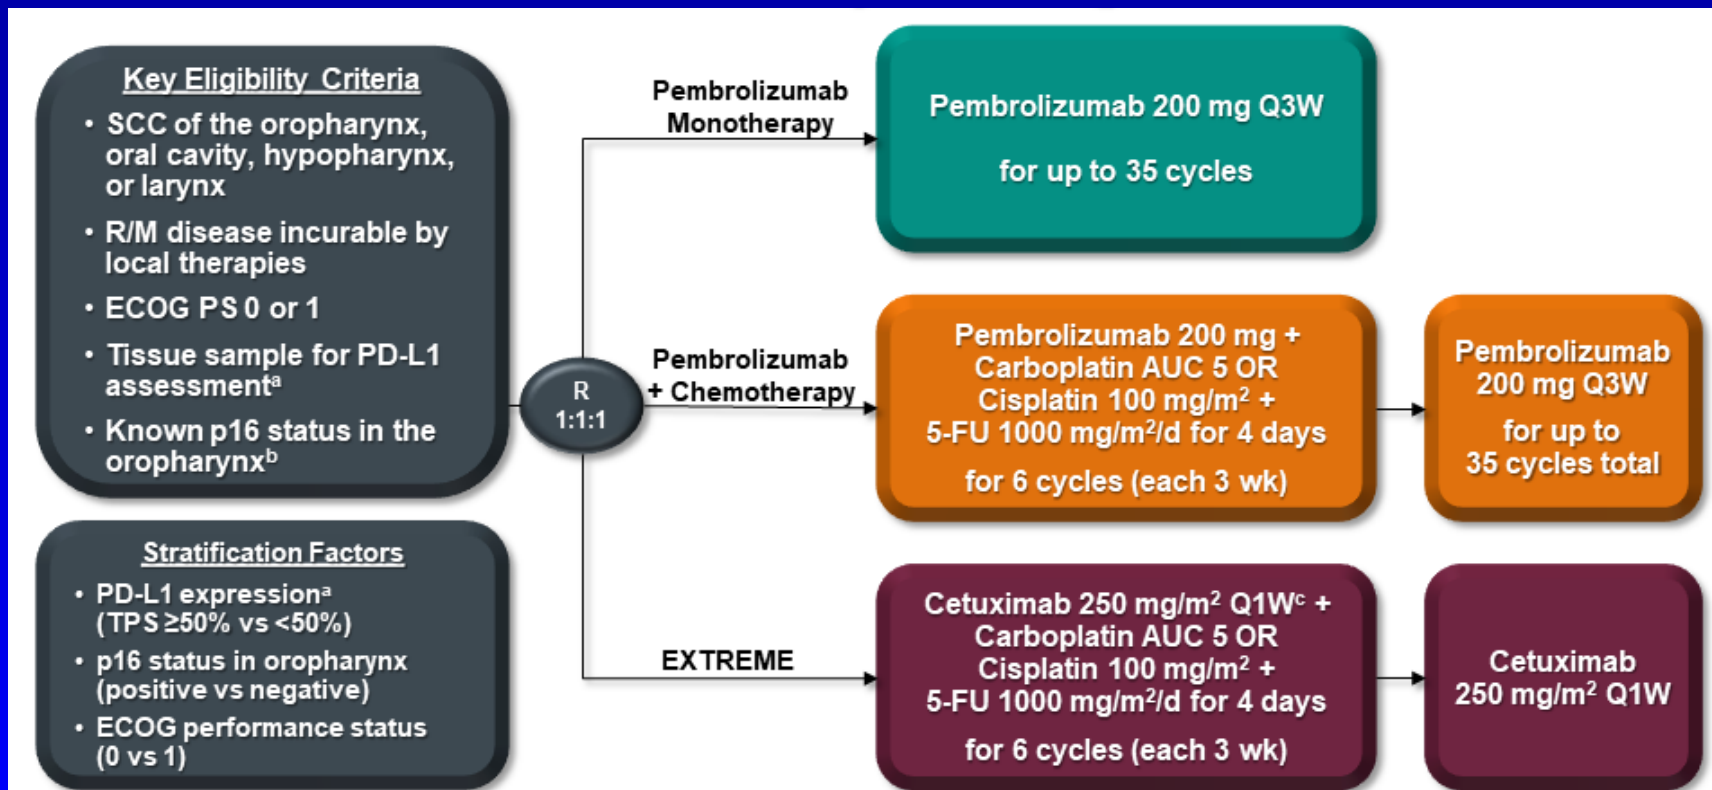 Key Eligibility Criteria
• SCC of the oropharynx,
oral cavity, hypopharynx,
or larynx
• R/M disease incurable by
local therapies
• ECOG PS 0 or 1
• Tissue sample for PD-L1
assessmentᵃ
• Known p16 status in the
oropharynxᵇ
Stratification Factors
• PD-L1 expressionᵃ
(TPS ≥50% vs <50%)
• p16 status in oropharynx
(positive vs negative)
• ECOG performance status
(0 vs 1)
R
1:1:1
Pembrolizumab
Monotherapy
Pembrolizumab 200 mg Q3W
for up to 35 cycles
Pembrolizumab
+ Chemotherapy
Pembrolizumab 200 mg +
Carboplatin AUC 5 OR
Cisplatin 100 mg/m² +
5-FU 1000 mg/m²/d for 4 days
for 6 cycles (each 3 wk)
Pembrolizumab
200 mg Q3W
for up to
35 cycles total
EXTREME
Cetuximab 250 mg/m² Q1Wᶜ +
Carboplatin AUC 5 OR
Cisplatin 100 mg/m² +
5-FU 1000 mg/m²/d for 4 days
for 6 cycles (each 3 wk)
Cetuximab
250 mg/m² Q1W